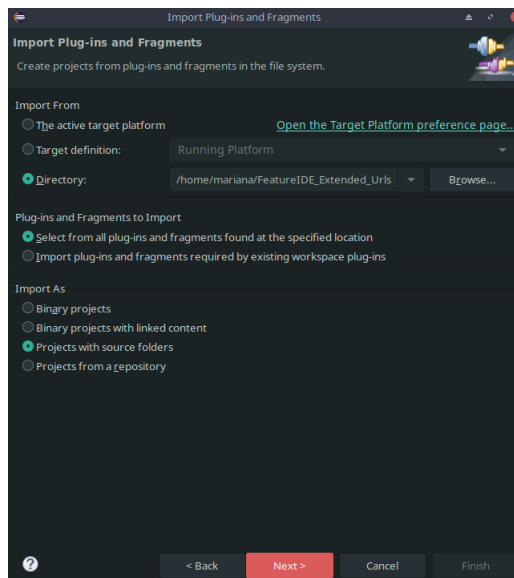 Import Plug-ins and Fragments
Import Plug-ins and Fragments
Create projects from plug-ins and fragments in the file system.
Import From
The active target platform
Open the Target Platform preference page...
Target definition:
Running Platform
Directory:
/home/mariana/FeatureIDE_Extended_Urls
Browse...
Plug-ins and Fragments to Import
Select from all plug-ins and fragments found at the specified location
Import plug-ins and fragments required by existing workspace plug-ins
Import As
Binary projects
Binary projects with linked content
Projects with source folders
Projects from a repository
?
< Back
Next >
Cancel
Finish